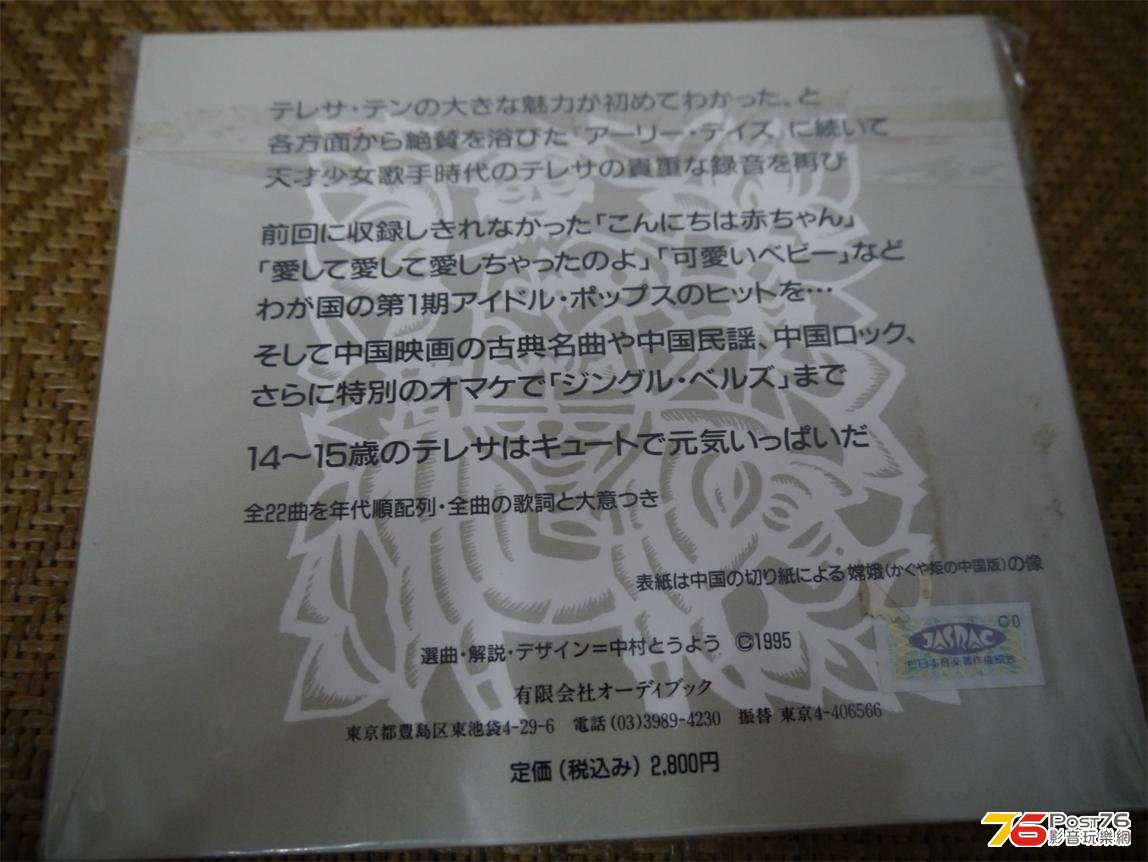 テレサ・テンの大きな魅力が初めてわかった、と
各方面から絶賛を浴びた『アーリー・デイズ』に続いて
天才少女歌手時代のテレサの貴重な録音を再び
前回に収録しきれなかった「こんにちは赤ちゃん」
「愛して愛して愛しちゃったのよ」「可愛いベビー」など
わが国の第1期アイドル・ポップスのヒットを…
そして中国映画の古典名曲や中国民謡、中国ロック、
さらに特別のオマケで「ジングル・ベルズ」まで
14〜15歳のテレサはキュートで元気いっぱいだ
全22曲を年代順配列・全曲の歌詞と大意つき
表紙は中国の切り紙による嫦娥(かぐや姫の中国版)の像
C0
JASRAC
日本音楽著作権協会
選曲・解説・デザイン=中村とうよう ©1995
有限会社オーディブック
東京都豊島区東池袋4-29-6 電話(03)3989-4230 振替 東京4-406566
定価(税込み)2,800円
76 Post76
影音玩樂網